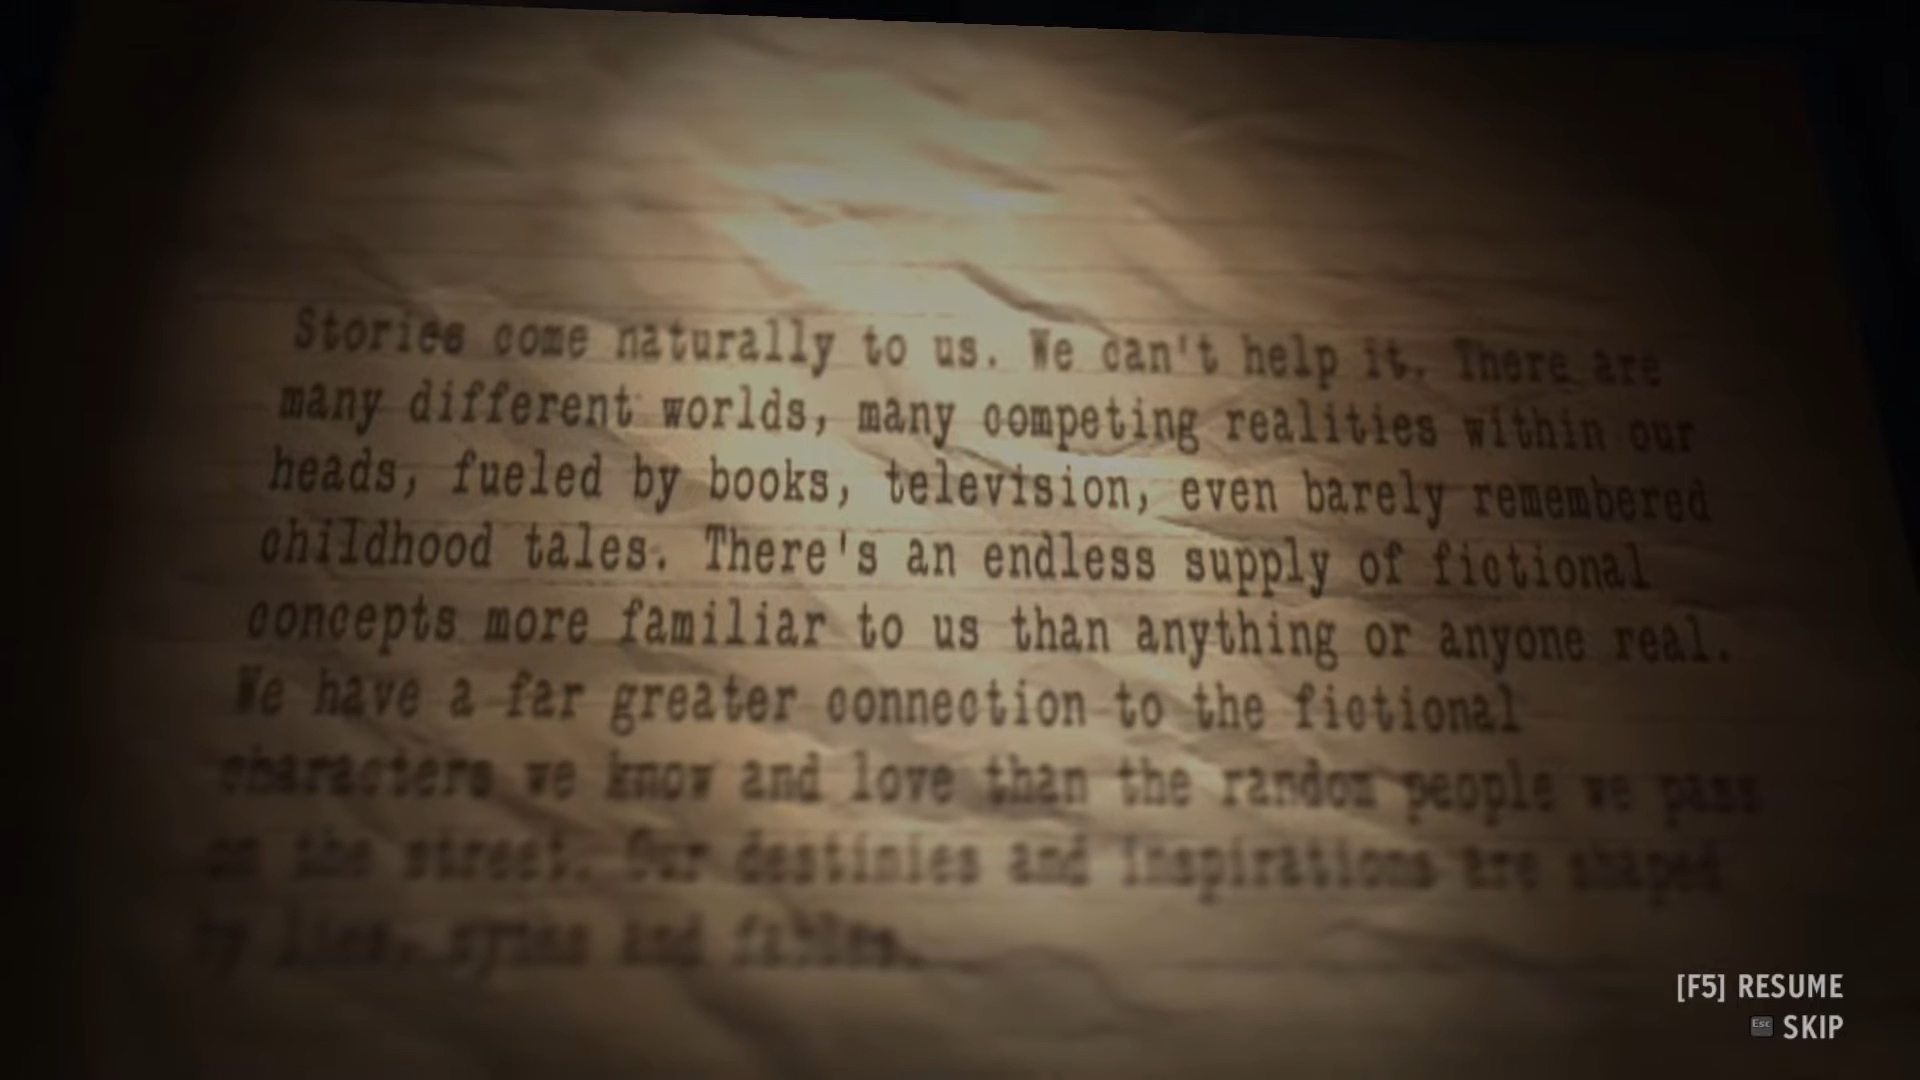 Stories come naturally to us. We can't help it. There are
many different worlds, many competing realities within our
heads, fueled by books, television, even barely remembered
childhood tales. There's an endless supply of fictional
concepts more familiar to us than anything or anyone real.
We have a far greater connection to the fictional
characters we know and love than the random people we pass
on the street. Our destinies and inspirations are shaped
by lies, myths and fables.
[F5] RESUME
Esc SKIP